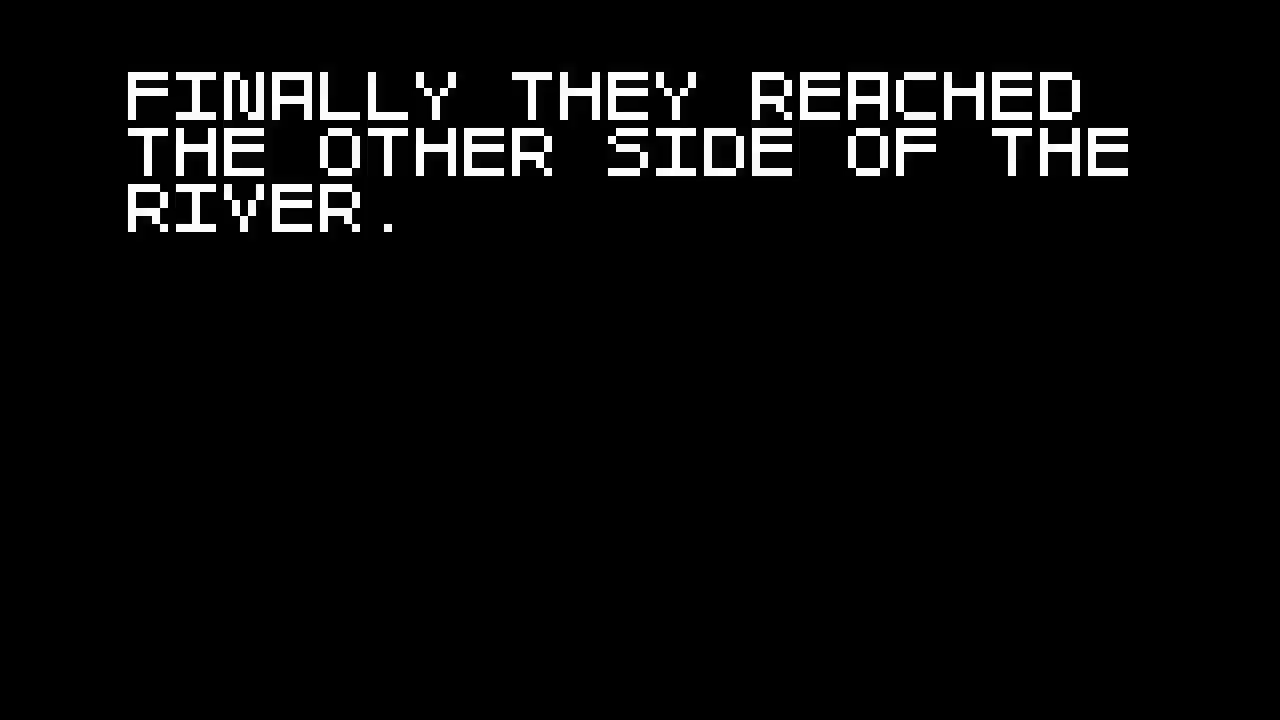 FINALLY THEY REACHED
THE OTHER SIDE OF THE
RIVER.